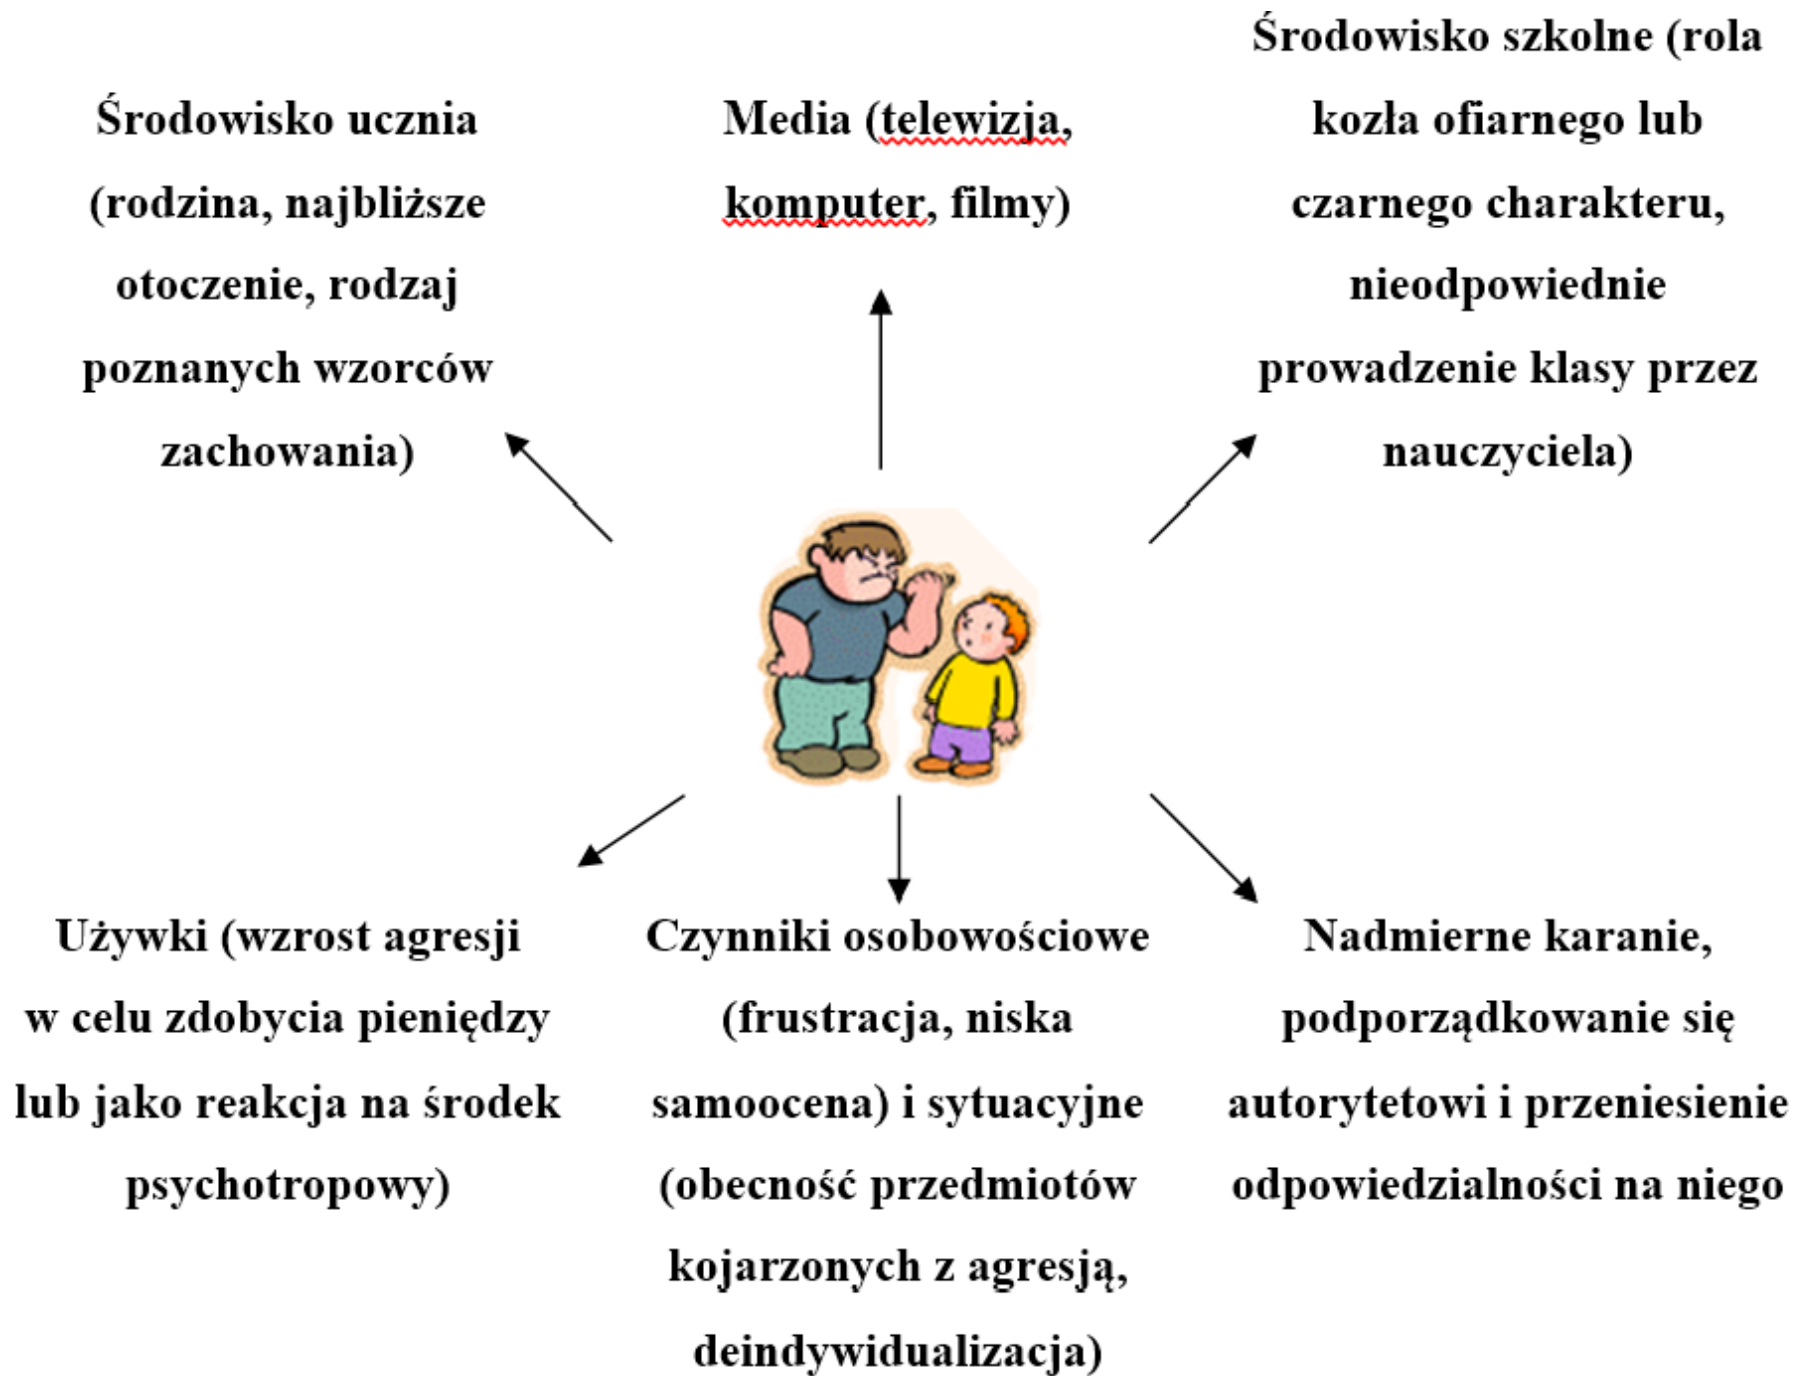 Środowisko ucznia
(rodzina, najbliższe
otoczenie, rodzaj
poznanych wzorców
zachowania)
Media (telewizja,
komputer, filmy)
Środowisko szkolne (rola
kozła ofiarnego lub
czarnego charakteru,
nieodpowiednie
prowadzenie klasy przez
nauczyciela)
Używki (wzrost agresji
w celu zdobycia pieniędzy
lub jako reakcja na środek
psychotropowy)
Czynniki osobowościowe
(frustracja, niska
samoocena) i sytuacyjne
(obecność przedmiotów
kojarzonych z agresją,
deindywidualizacja)
Nadmierne karanie,
podporządkowanie się
autorytetowi i przeniesienie
odpowiedzialności na niego